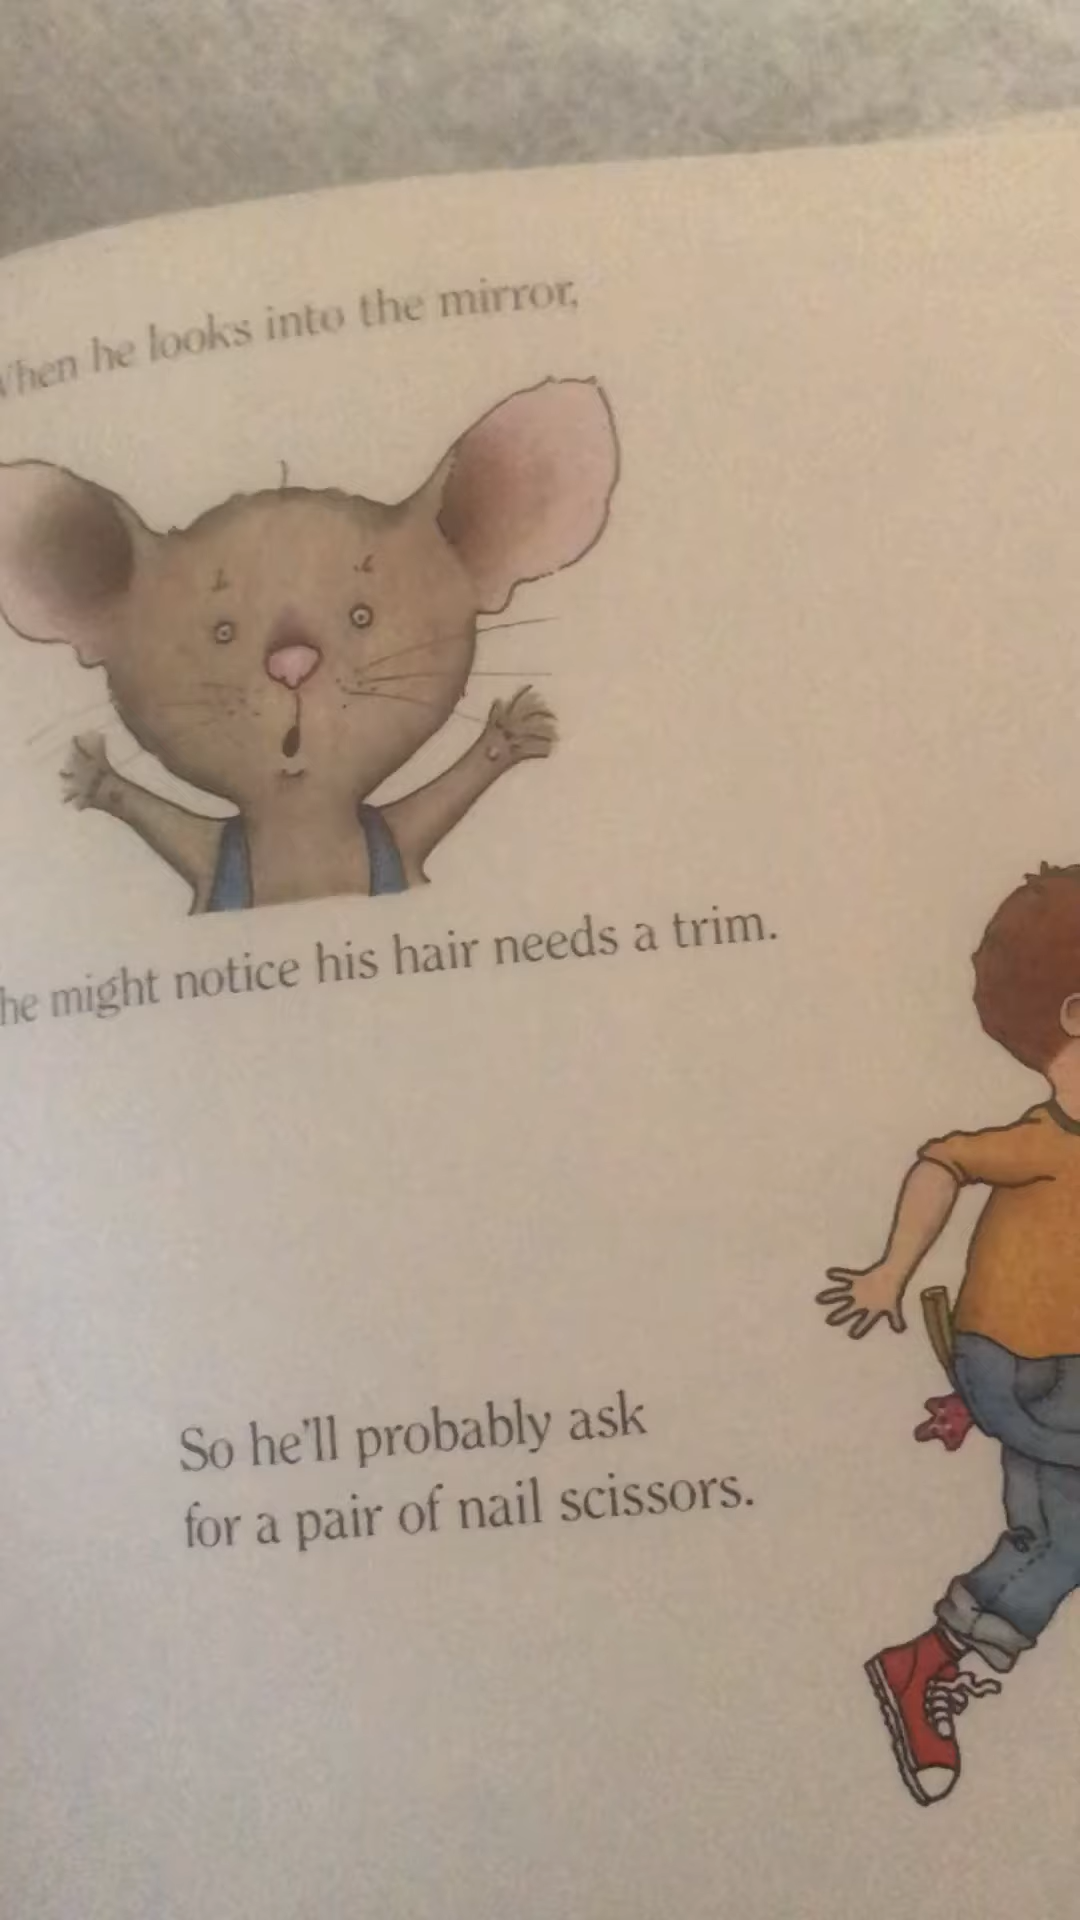 When he looks into the mirror,
he might notice his hair needs a trim.
So he'll probably ask
for a pair of nail scissors.